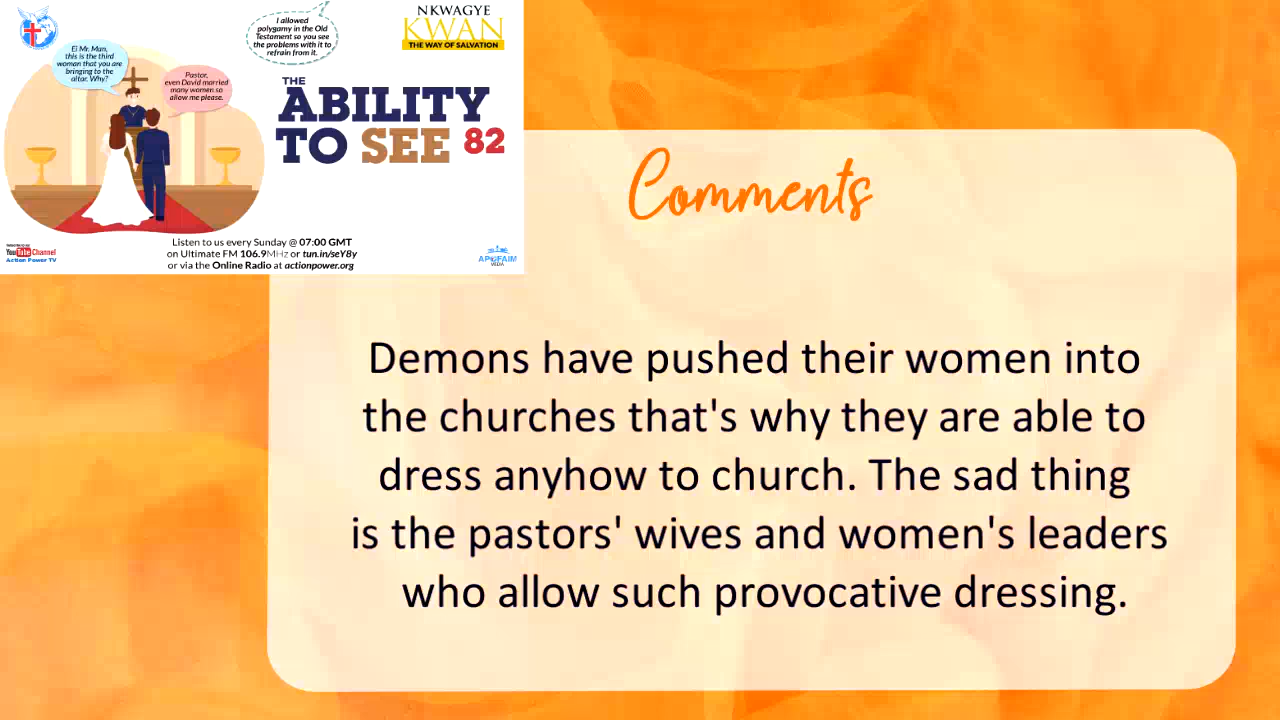 Ei Mr. Man,
this is the third
woman that you are
bringing to the
altar. Why?
Pastor,
even David married
many women so
allow me please.
I allowed
polygamy in the Old
Testament so you see
the problems with it to
refrain from it.
NKWAGYE
KWAN
THE WAY OF SALVATION
THE
ABILITY
TO SEE 82
YouTube Channel
Action Power TV
Listen to us every Sunday @ 07:00 GMT
on Ultimate FM 106.9MHz or tun.in/seY8y
or via the Online Radio at actionpower.org
MEDIA
Comments
Demons have pushed their women into
the churches that's why they are able to
dress anyhow to church. The sad thing
is the pastors' wives and women's leaders
who allow such provocative dressing.